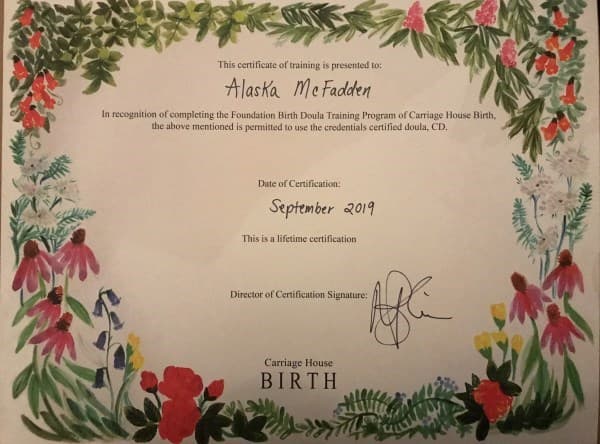 This certificate of training is presented to:
Alaska McFadden
In recognition of completing the Foundation Birth Doula Training Program of Carriage House Birth,
the above mentioned is permitted to use the credentials certified doula, CD.
Date of Certification:
September 2019
This is a lifetime certification
Director of Certification Signature:
Carriage House
BIRTH